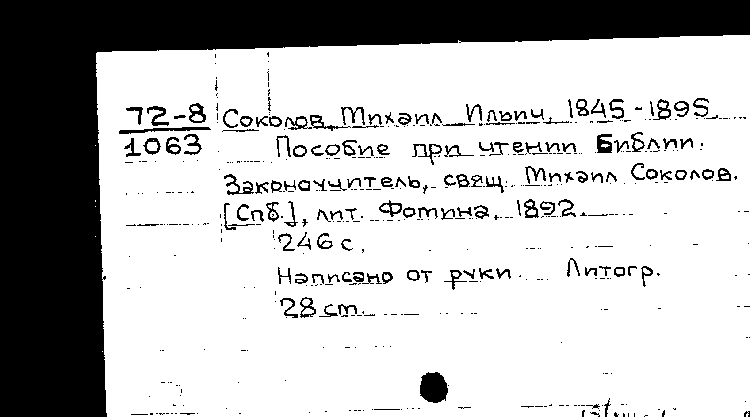 72-8 Соколов, Михаил Ильич, 1845-1895.
1063 Пособие при чтении Библии.
Законоучитель, свящ. Михаил Соколов.
[Спб.], лит. Фомина, 1892.
246 с.
Написано от руки. Литогр.
28 см.